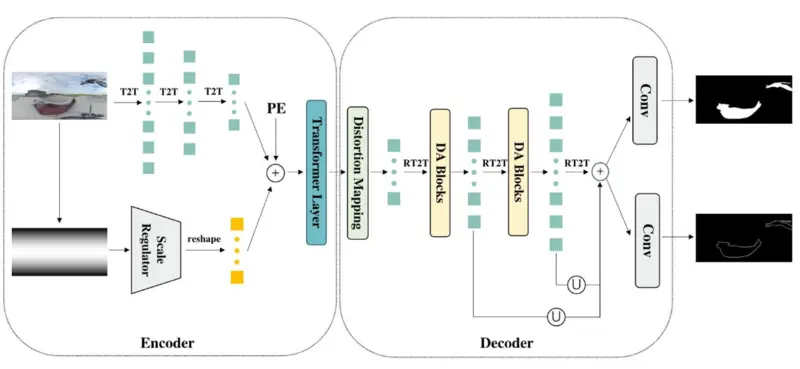 T2T
T2T
T2T
PE
+
Transformer Layer
Scale
Regulator
reshape
Encoder
Distortion Mapping
RT2T
DA Blocks
RT2T
DA Blocks
RT2T
+
U
U
Conv
Conv
Decoder